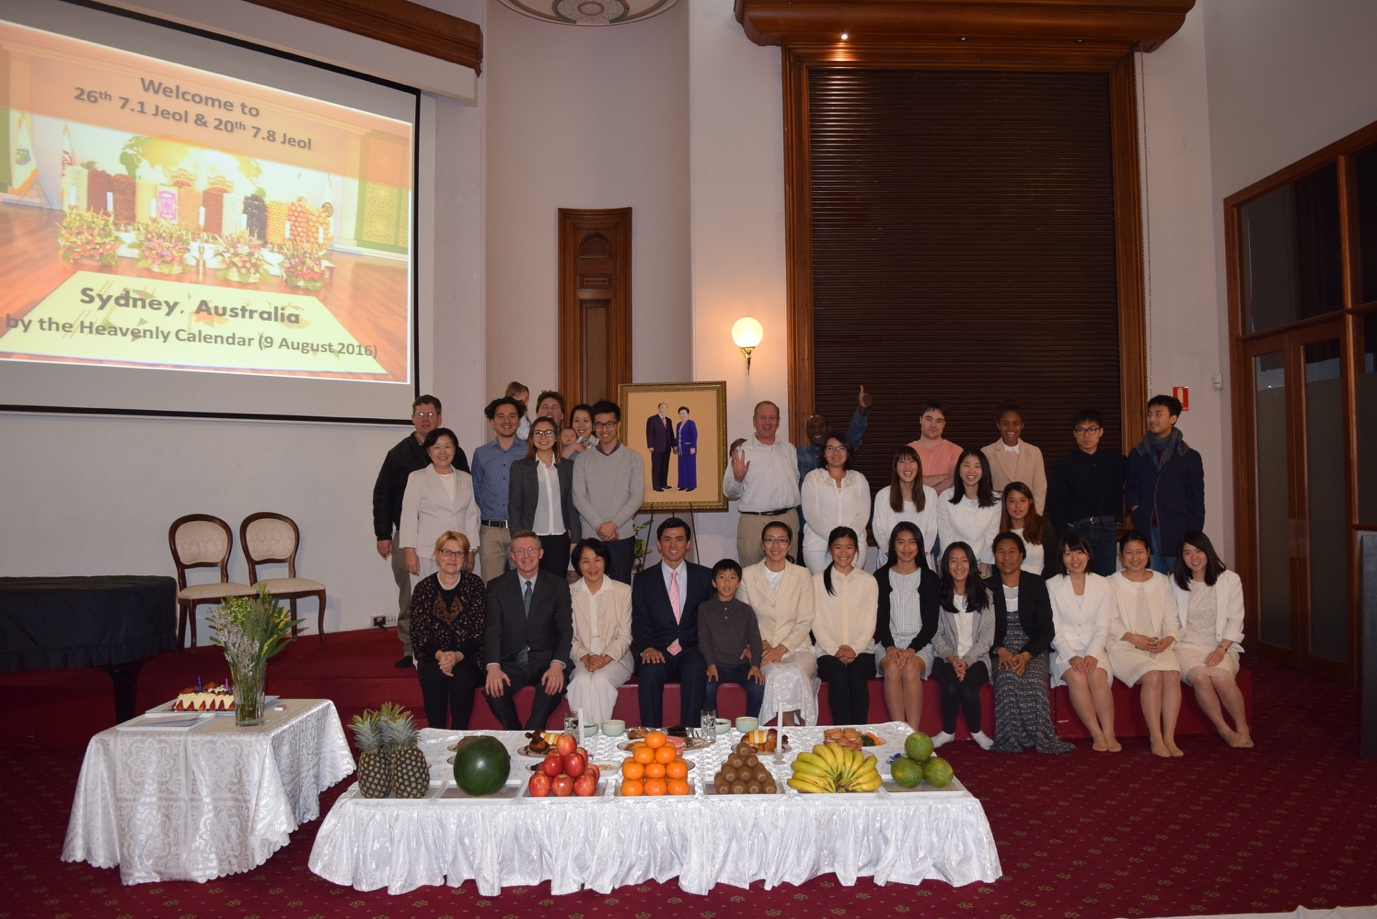 Welcome to
26th 7.1 Jeol & 20th 7.8 Jeol
Sydney, Australia
by the Heavenly Calendar (9 August 2016)